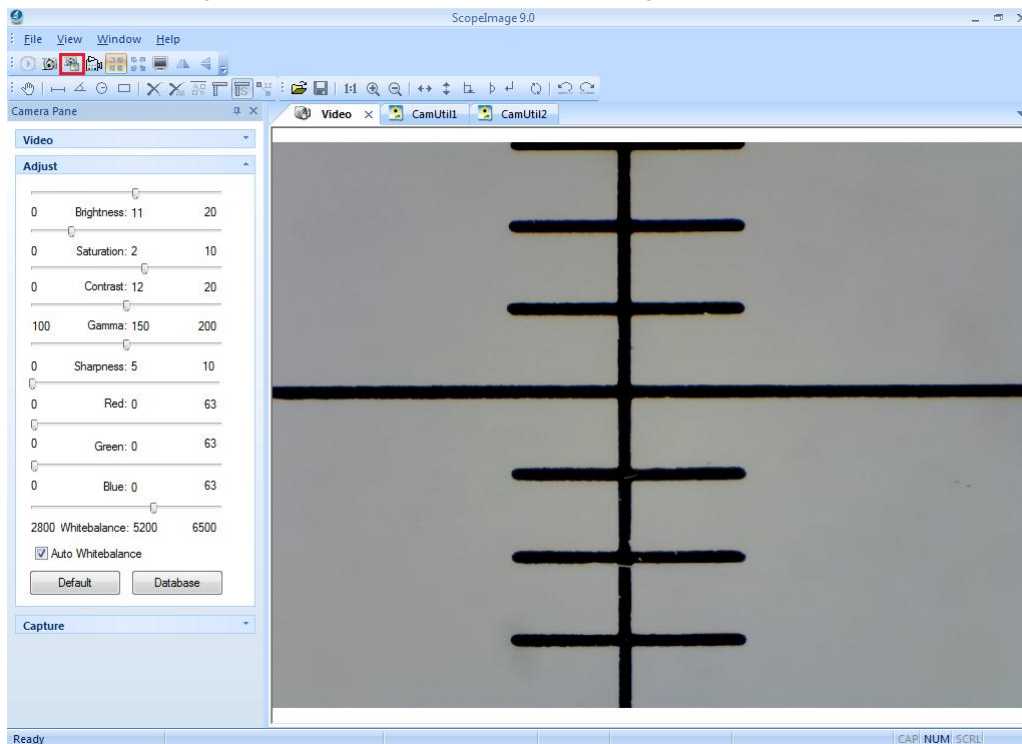 ScopeImage 9.0
File View Window Help
1:1
Camera Pane
Video CamUtil1 CamUtil2
Video
Adjust
0 Brightness: 11 20
0 Saturation: 2 10
0 Contrast: 12 20
100 Gamma: 150 200
0 Sharpness: 5 10
0 Red: 0 63
0 Green: 0 63
0 Blue: 0 63
2800 Whitebalance: 5200 6500
Auto Whitebalance
Default Database
Capture
Ready CAP NUM SCRL